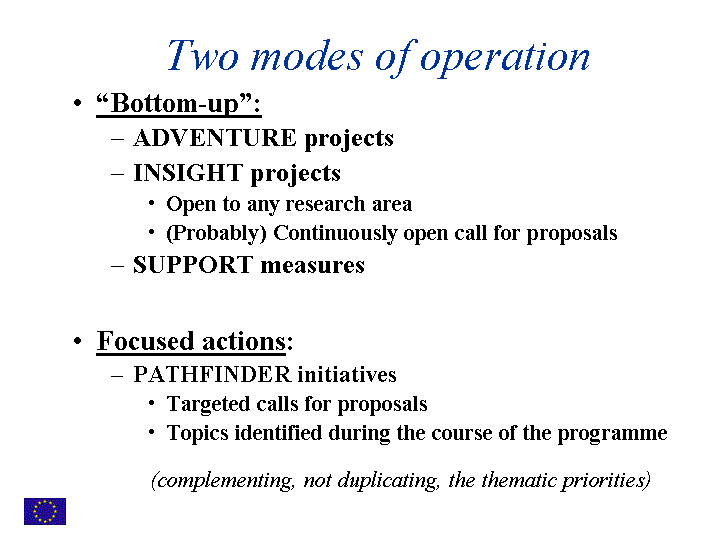 Two modes of operation
• “Bottom-up”:
– ADVENTURE projects
– INSIGHT projects
• Open to any research area
• (Probably) Continuously open call for proposals
– SUPPORT measures
• Focused actions:
– PATHFINDER initiatives
• Targeted calls for proposals
• Topics identified during the course of the programme
(complementing, not duplicating, the thematic priorities)